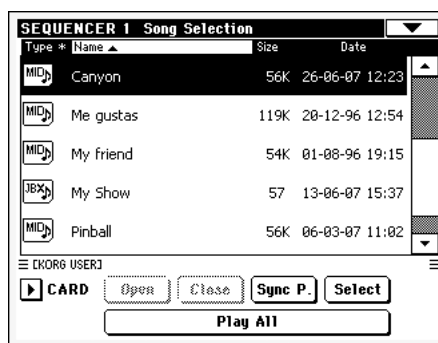 SEQUENCER 1 Song Selection
Type * Name ▲ Size Date
MID Canyon 56K 26-06-07 12:23
MID Me gustas 119K 20-12-96 12:54
MID My friend 54K 01-08-96 19:15
JBX My Show 57 13-06-07 15:37
MID Pinball 56K 06-03-07 11:02
[KORG USER]
CARD Open Close Sync P. Select
Play All